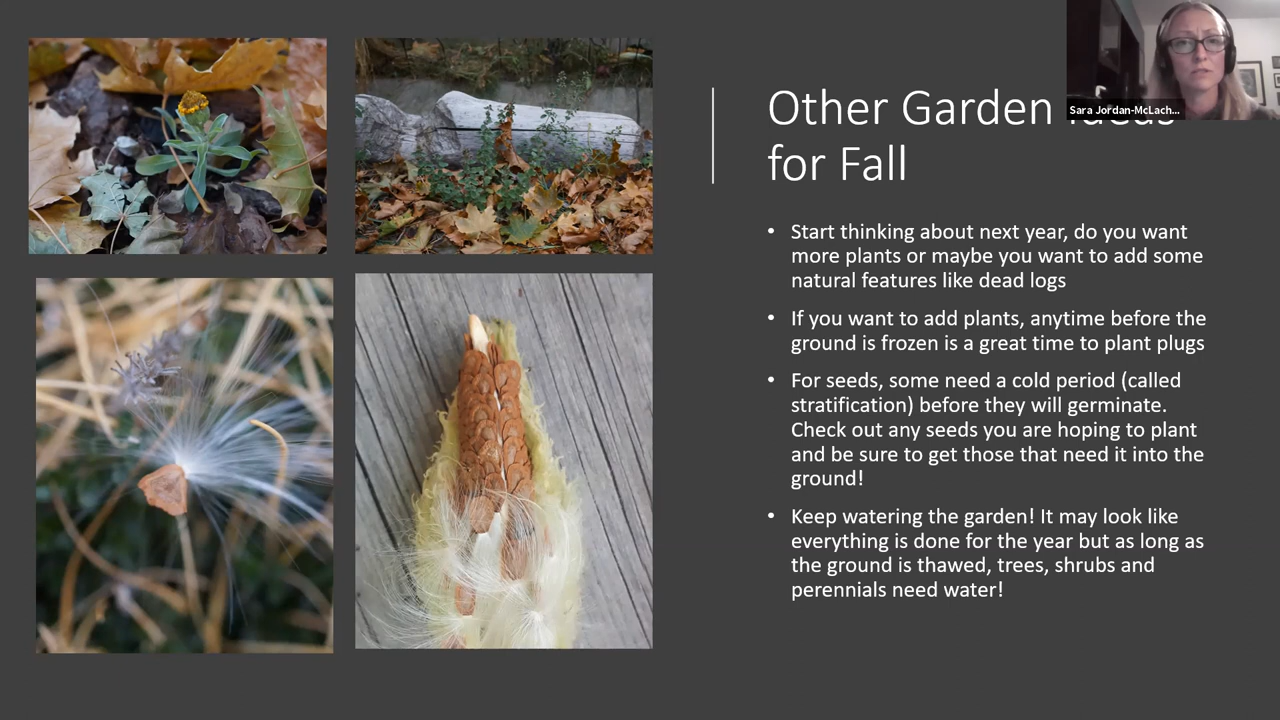 Other Garden Ideas
for Fall
Sara Jordan-McLach...
• Start thinking about next year, do you want
more plants or maybe you want to add some
natural features like dead logs
• If you want to add plants, anytime before the
ground is frozen is a great time to plant plugs
• For seeds, some need a cold period (called
stratification) before they will germinate.
Check out any seeds you are hoping to plant
and be sure to get those that need it into the
ground!
• Keep watering the garden! It may look like
everything is done for the year but as long as
the ground is thawed, trees, shrubs and
perennials need water!